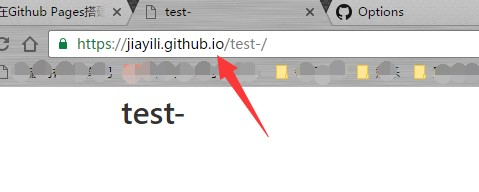 在Github Pages搭建 test- Options
https://jiayili.github.io/test-/
test-